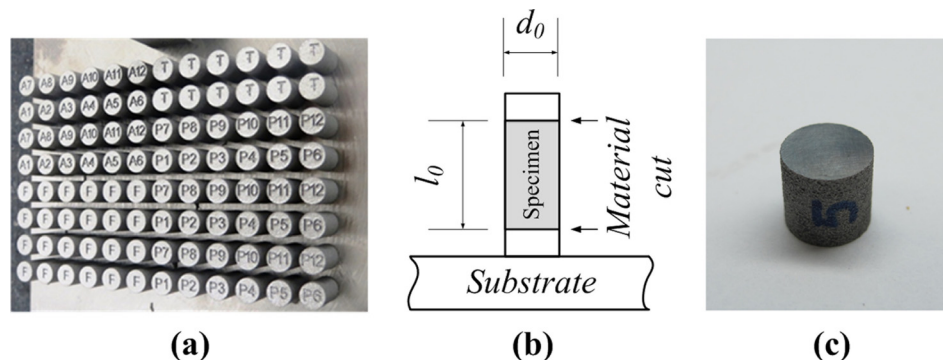 A7 A8 A9 A10 A11 A12 T T T T T T
A1 A2 A3 A4 A5 A6 T T T T T T
A7 A8 A9 A10 A11 A12 P7 P8 P9 P10 P11 P12
A1 A2 A3 A4 A5 A6 P1 P2 P3 P4 P5 P6
F F F F F F P7 P8 P9 P10 P11 P12
F F F F F F P1 P2 P3 P4 P5 P6
F F F F F F P7 P8 P9 P10 P11 P12
F F F F F F P1 P2 P3 P4 P5 P6
(a)
d0
l0
Specimen
Material
cut
Substrate
(b)
5
(c)